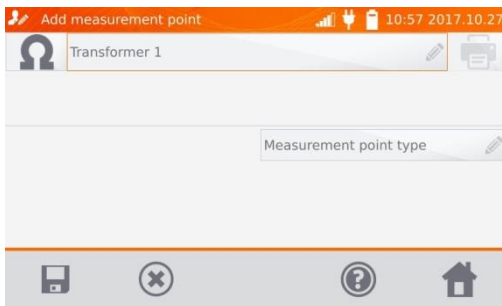 Add measurement point 10:57 2017.10.27
Transformer 1
Measurement point type